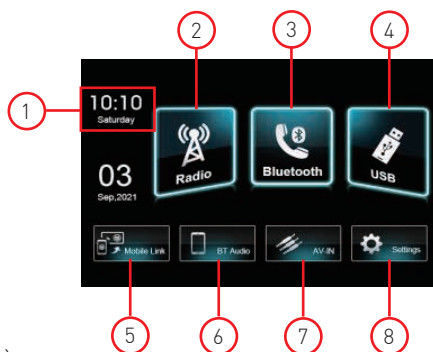 2
3
4
1
10:10
Saturday
Radio
Bluetooth
USB
03
Sep,2021
Mobile Link
BT Audio
AV-IN
Settings
5
6
7
8